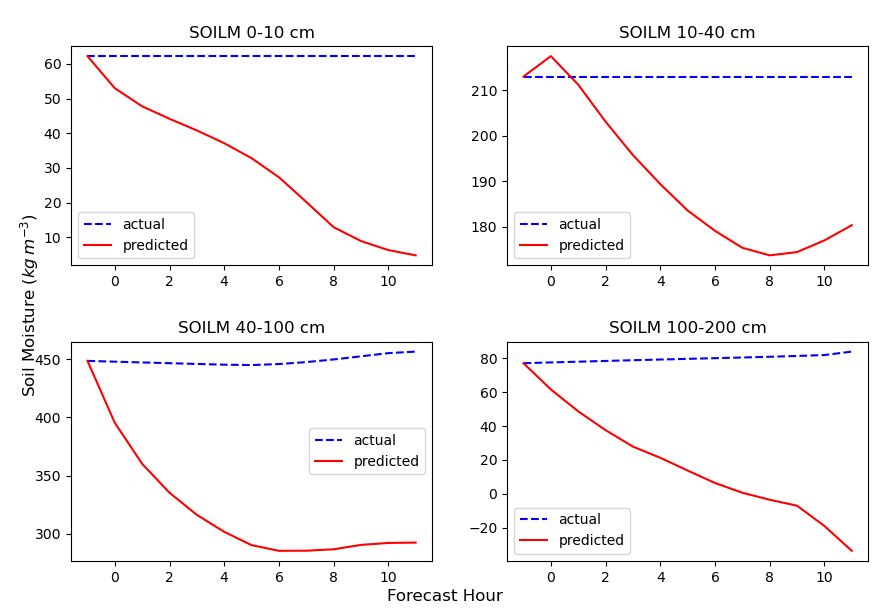 SOILM 0-10 cm
60
50
40
30
20
10
0 2 4 6 8 10
actual
predicted
SOILM 10-40 cm
210
200
190
180
0 2 4 6 8 10
actual
predicted
Soil Moisture (kg m⁻³)
SOILM 40-100 cm
450
400
350
300
0 2 4 6 8 10
actual
predicted
SOILM 100-200 cm
80
60
40
20
0
−20
0 2 4 6 8 10
actual
predicted
Forecast Hour